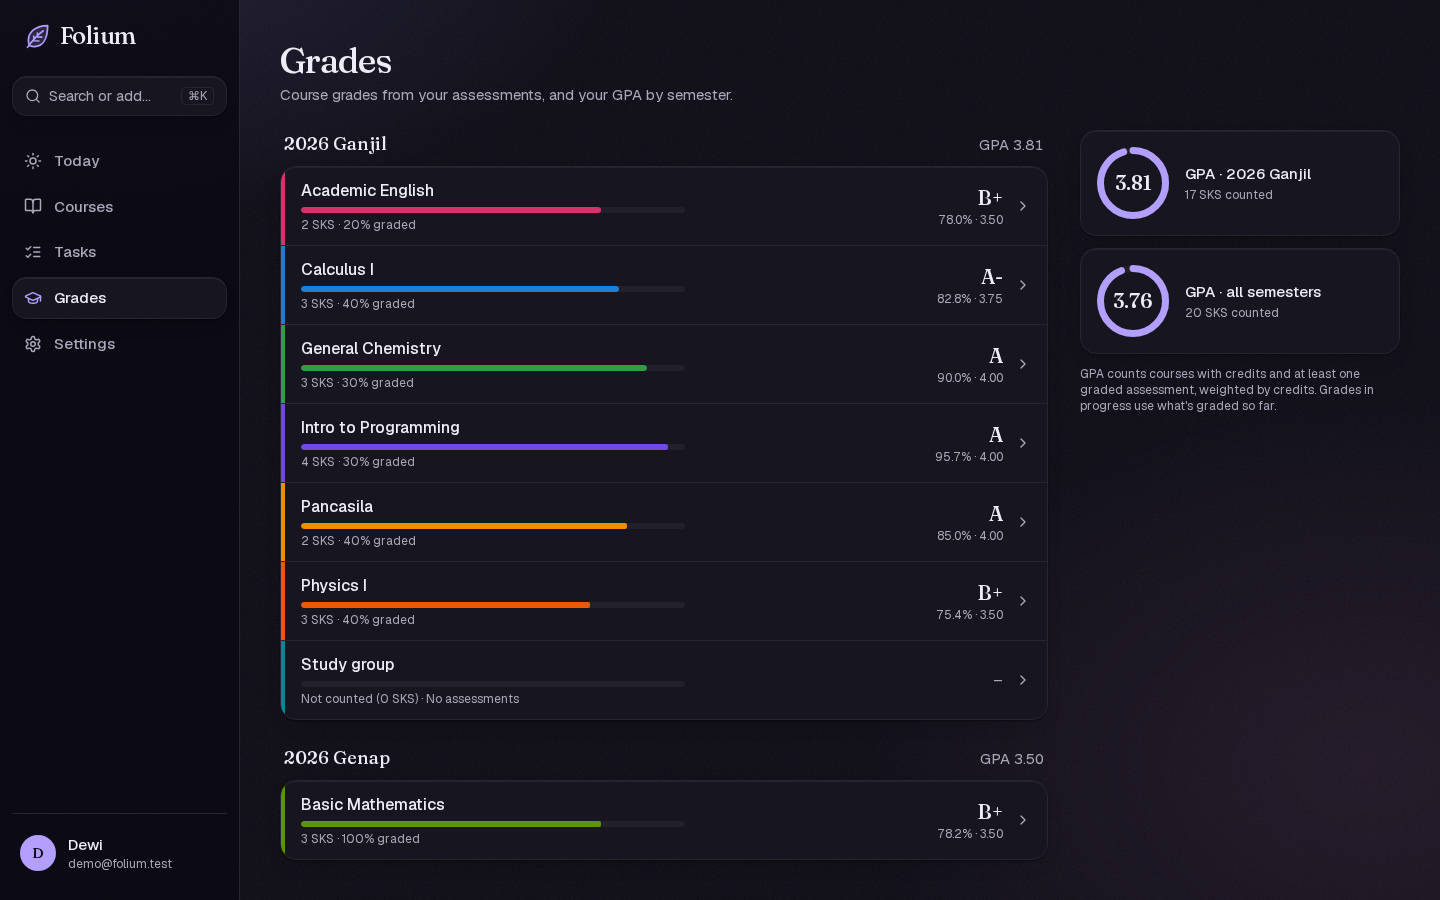 Folium
Search or add...
⌘K
Today
Courses
Tasks
Grades
Settings
D
Dewi
demo@folium.test
Grades
Course grades from your assessments, and your GPA by semester.
2026 Ganjil
GPA 3.81
Academic English
2 SKS · 20% graded
B+
78.0% · 3.50
Calculus I
3 SKS · 40% graded
A-
82.8% · 3.75
General Chemistry
3 SKS · 30% graded
A
90.0% · 4.00
Intro to Programming
4 SKS · 30% graded
A
95.7% · 4.00
Pancasila
2 SKS · 40% graded
A
85.0% · 4.00
Physics I
3 SKS · 40% graded
B+
75.4% · 3.50
Study group
Not counted (0 SKS) · No assessments
–
2026 Genap
GPA 3.50
Basic Mathematics
3 SKS · 100% graded
B+
78.2% · 3.50
3.81
GPA · 2026 Ganjil
17 SKS counted
3.76
GPA · all semesters
20 SKS counted
GPA counts courses with credits and at least one
graded assessment, weighted by credits. Grades in
progress use what's graded so far.